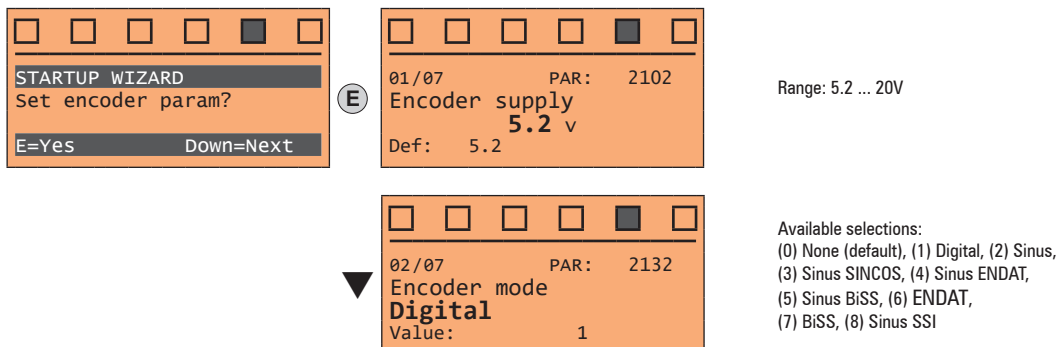 STARTUP WIZARD
Set encoder param?
E=Yes Down=Next
E
01/07 PAR: 2102
Encoder supply
5.2 v
Def: 5.2
Range: 5.2 ... 20V
02/07 PAR: 2132
Encoder mode
Digital
Value: 1
Available selections:
(0) None (default), (1) Digital, (2) Sinus,
(3) Sinus SINCOS, (4) Sinus ENDAT,
(5) Sinus BiSS, (6) ENDAT,
(7) BiSS, (8) Sinus SSI